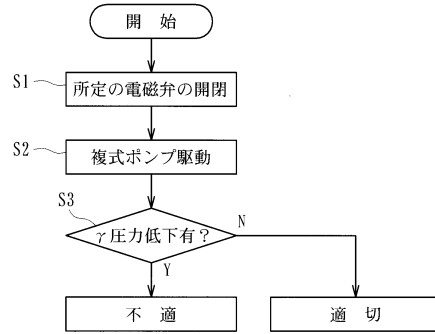 開 始
S1
所定の電磁弁の開閉
S2
複式ポンプ駆動
S3
γ圧力低下有？
N
Y
不 適
適 切